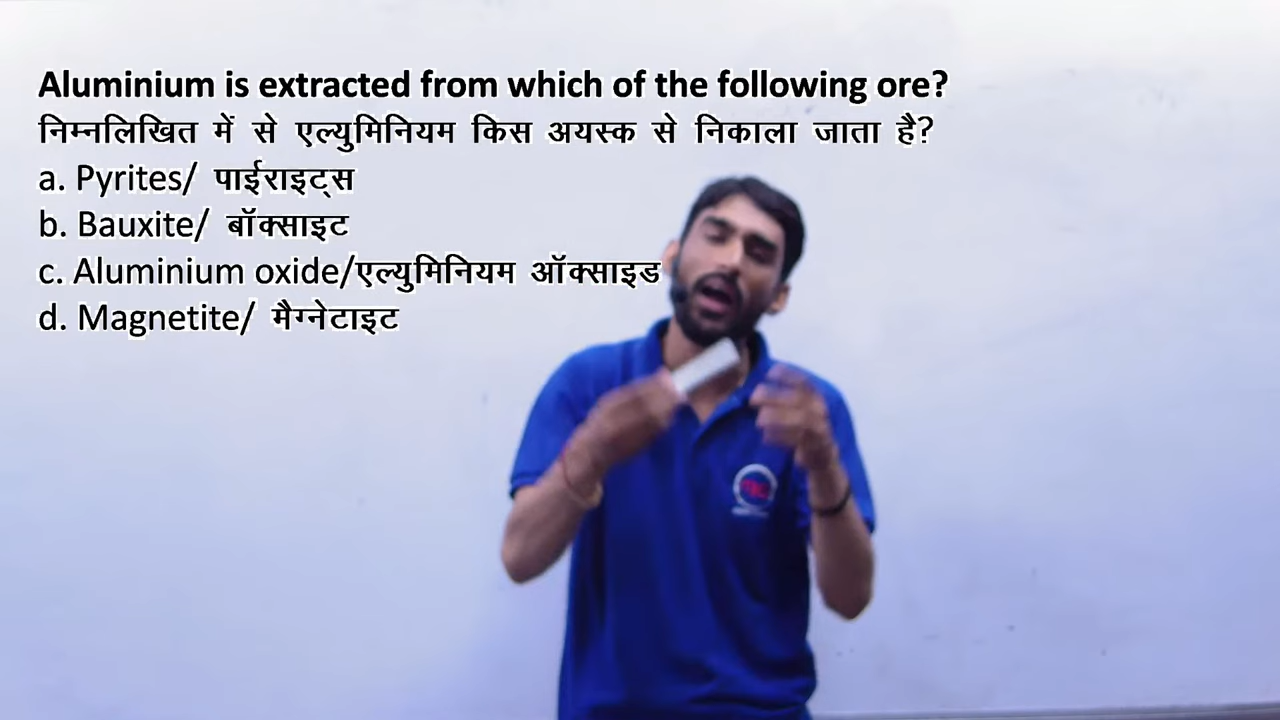 Aluminium is extracted from which of the following ore?
निम्नलिखित में से एल्युमिनियम किस अयस्क से निकाला जाता है?
a. Pyrites/ पाईराइट्स
b. Bauxite/ बॉक्साइट
c. Aluminium oxide/एल्युमिनियम ऑक्साइड
d. Magnetite/ मैग्नेटाइट